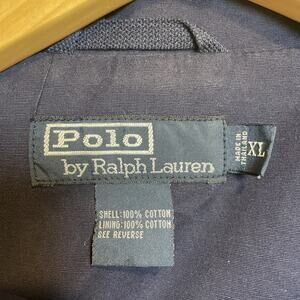 Polo
by Ralph Lauren
MADE IN
THAILAND
XL
SHELL:100% COTTON
LINING:100% COTTON
SEE REVERSE